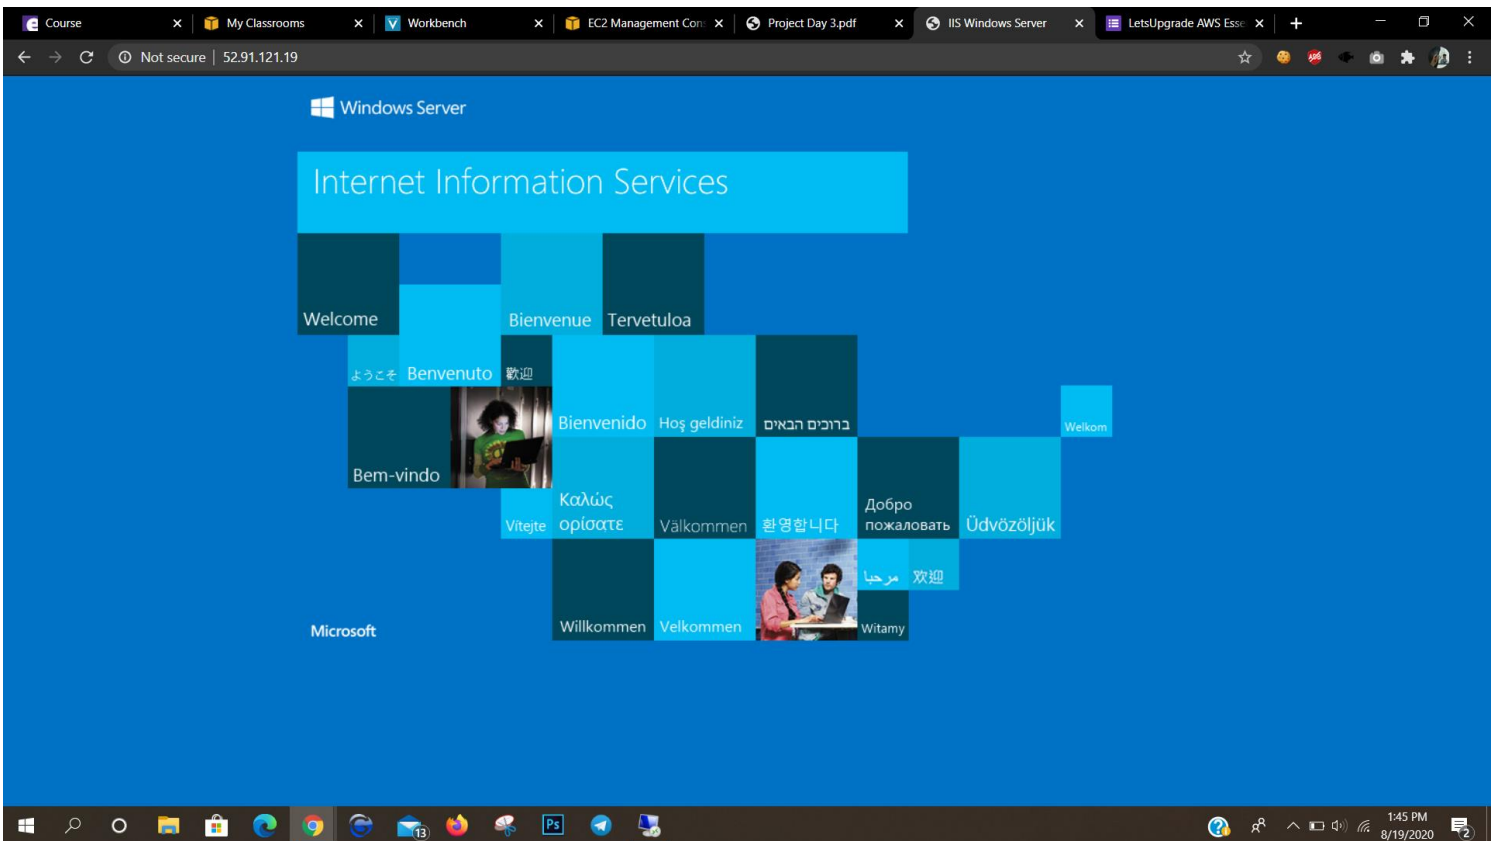 Course
My Classrooms
Workbench
EC2 Management Con
Project Day 3.pdf
IIS Windows Server
LetsUpgrade AWS Esse
Not secure | 52.91.121.19
Windows Server
Internet Information Services
Welcome
Bienvenue
Tervetuloa
ようこそ
Benvenuto
歡迎
Bienvenido
Hoş geldiniz
ברוכים הבאים
Welkom
Bem-vindo
Vítejte
Καλώς
ορίσατε
Välkommen
환영합니다
Добро
пожаловать
Üdvözöljük
مرحبا
欢迎
Microsoft
Willkommen
Velkommen
Witamy
13
Ps
1:45 PM
8/19/2020
2